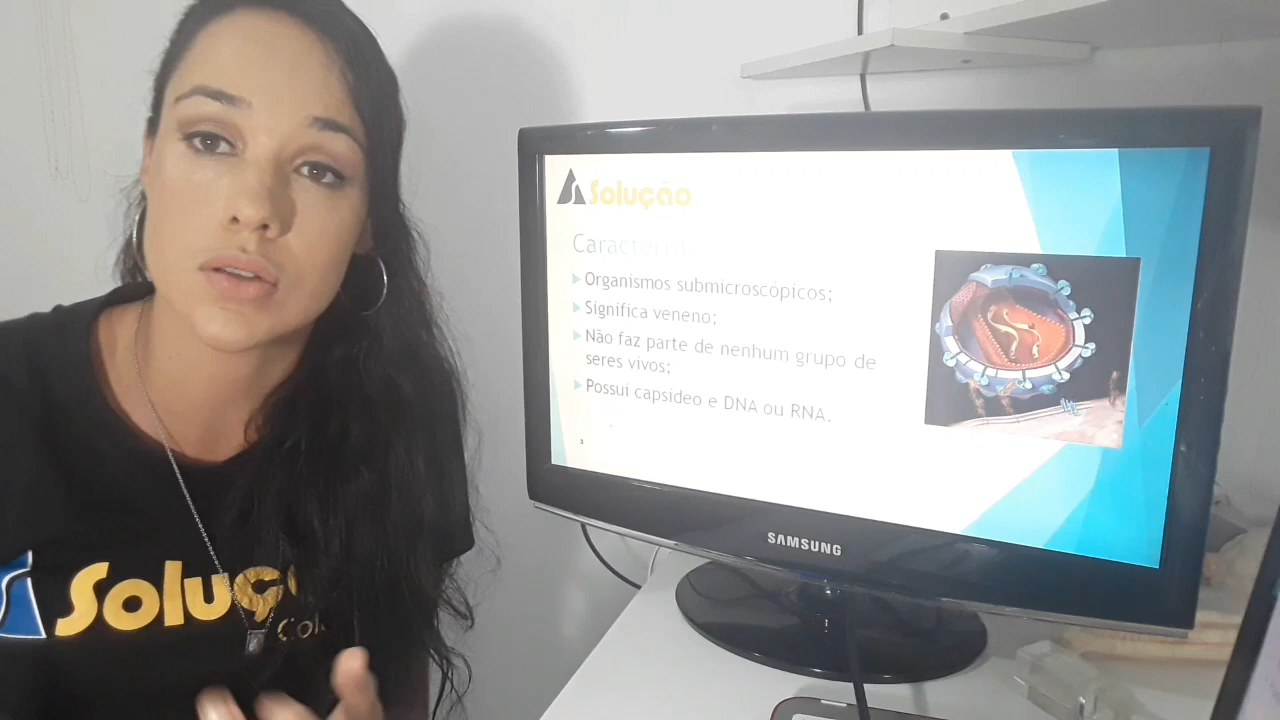 Solução
Organismos submicroscópicos;
Significa veneno;
Não faz parte de nenhum grupo de
seres vivos;
Possui capsídeo e DNA ou RNA.
3
SAMSUNG